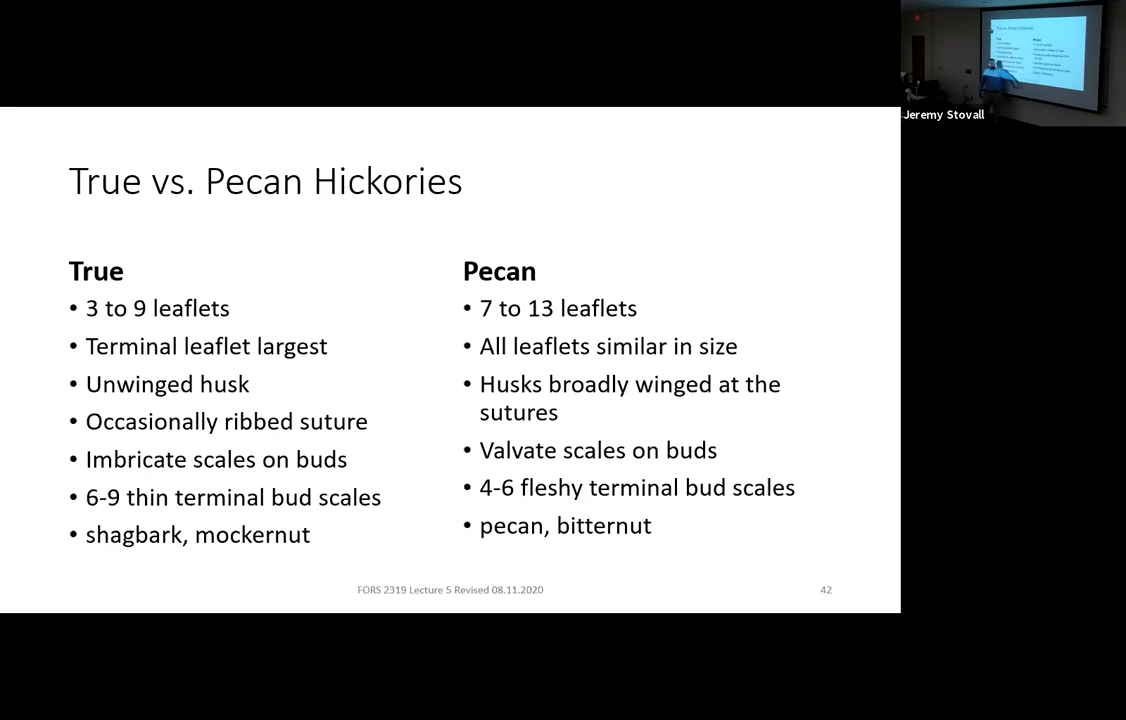 True vs. Pecan Hickories
True
• 3 to 9 leaflets
• Terminal leaflet largest
• Unwinged husk
• Occasionally ribbed suture
• Imbricate scales on buds
• 6-9 thin terminal bud scales
• shagbark, mockernut
Pecan
• 7 to 13 leaflets
• All leaflets similar in size
• Husks broadly winged at the
sutures
• Valvate scales on buds
• 4-6 fleshy terminal bud scales
• pecan, bitternut
FORS 2319 Lecture 5 Revised 08.11.2020
42
Jeremy Stovall